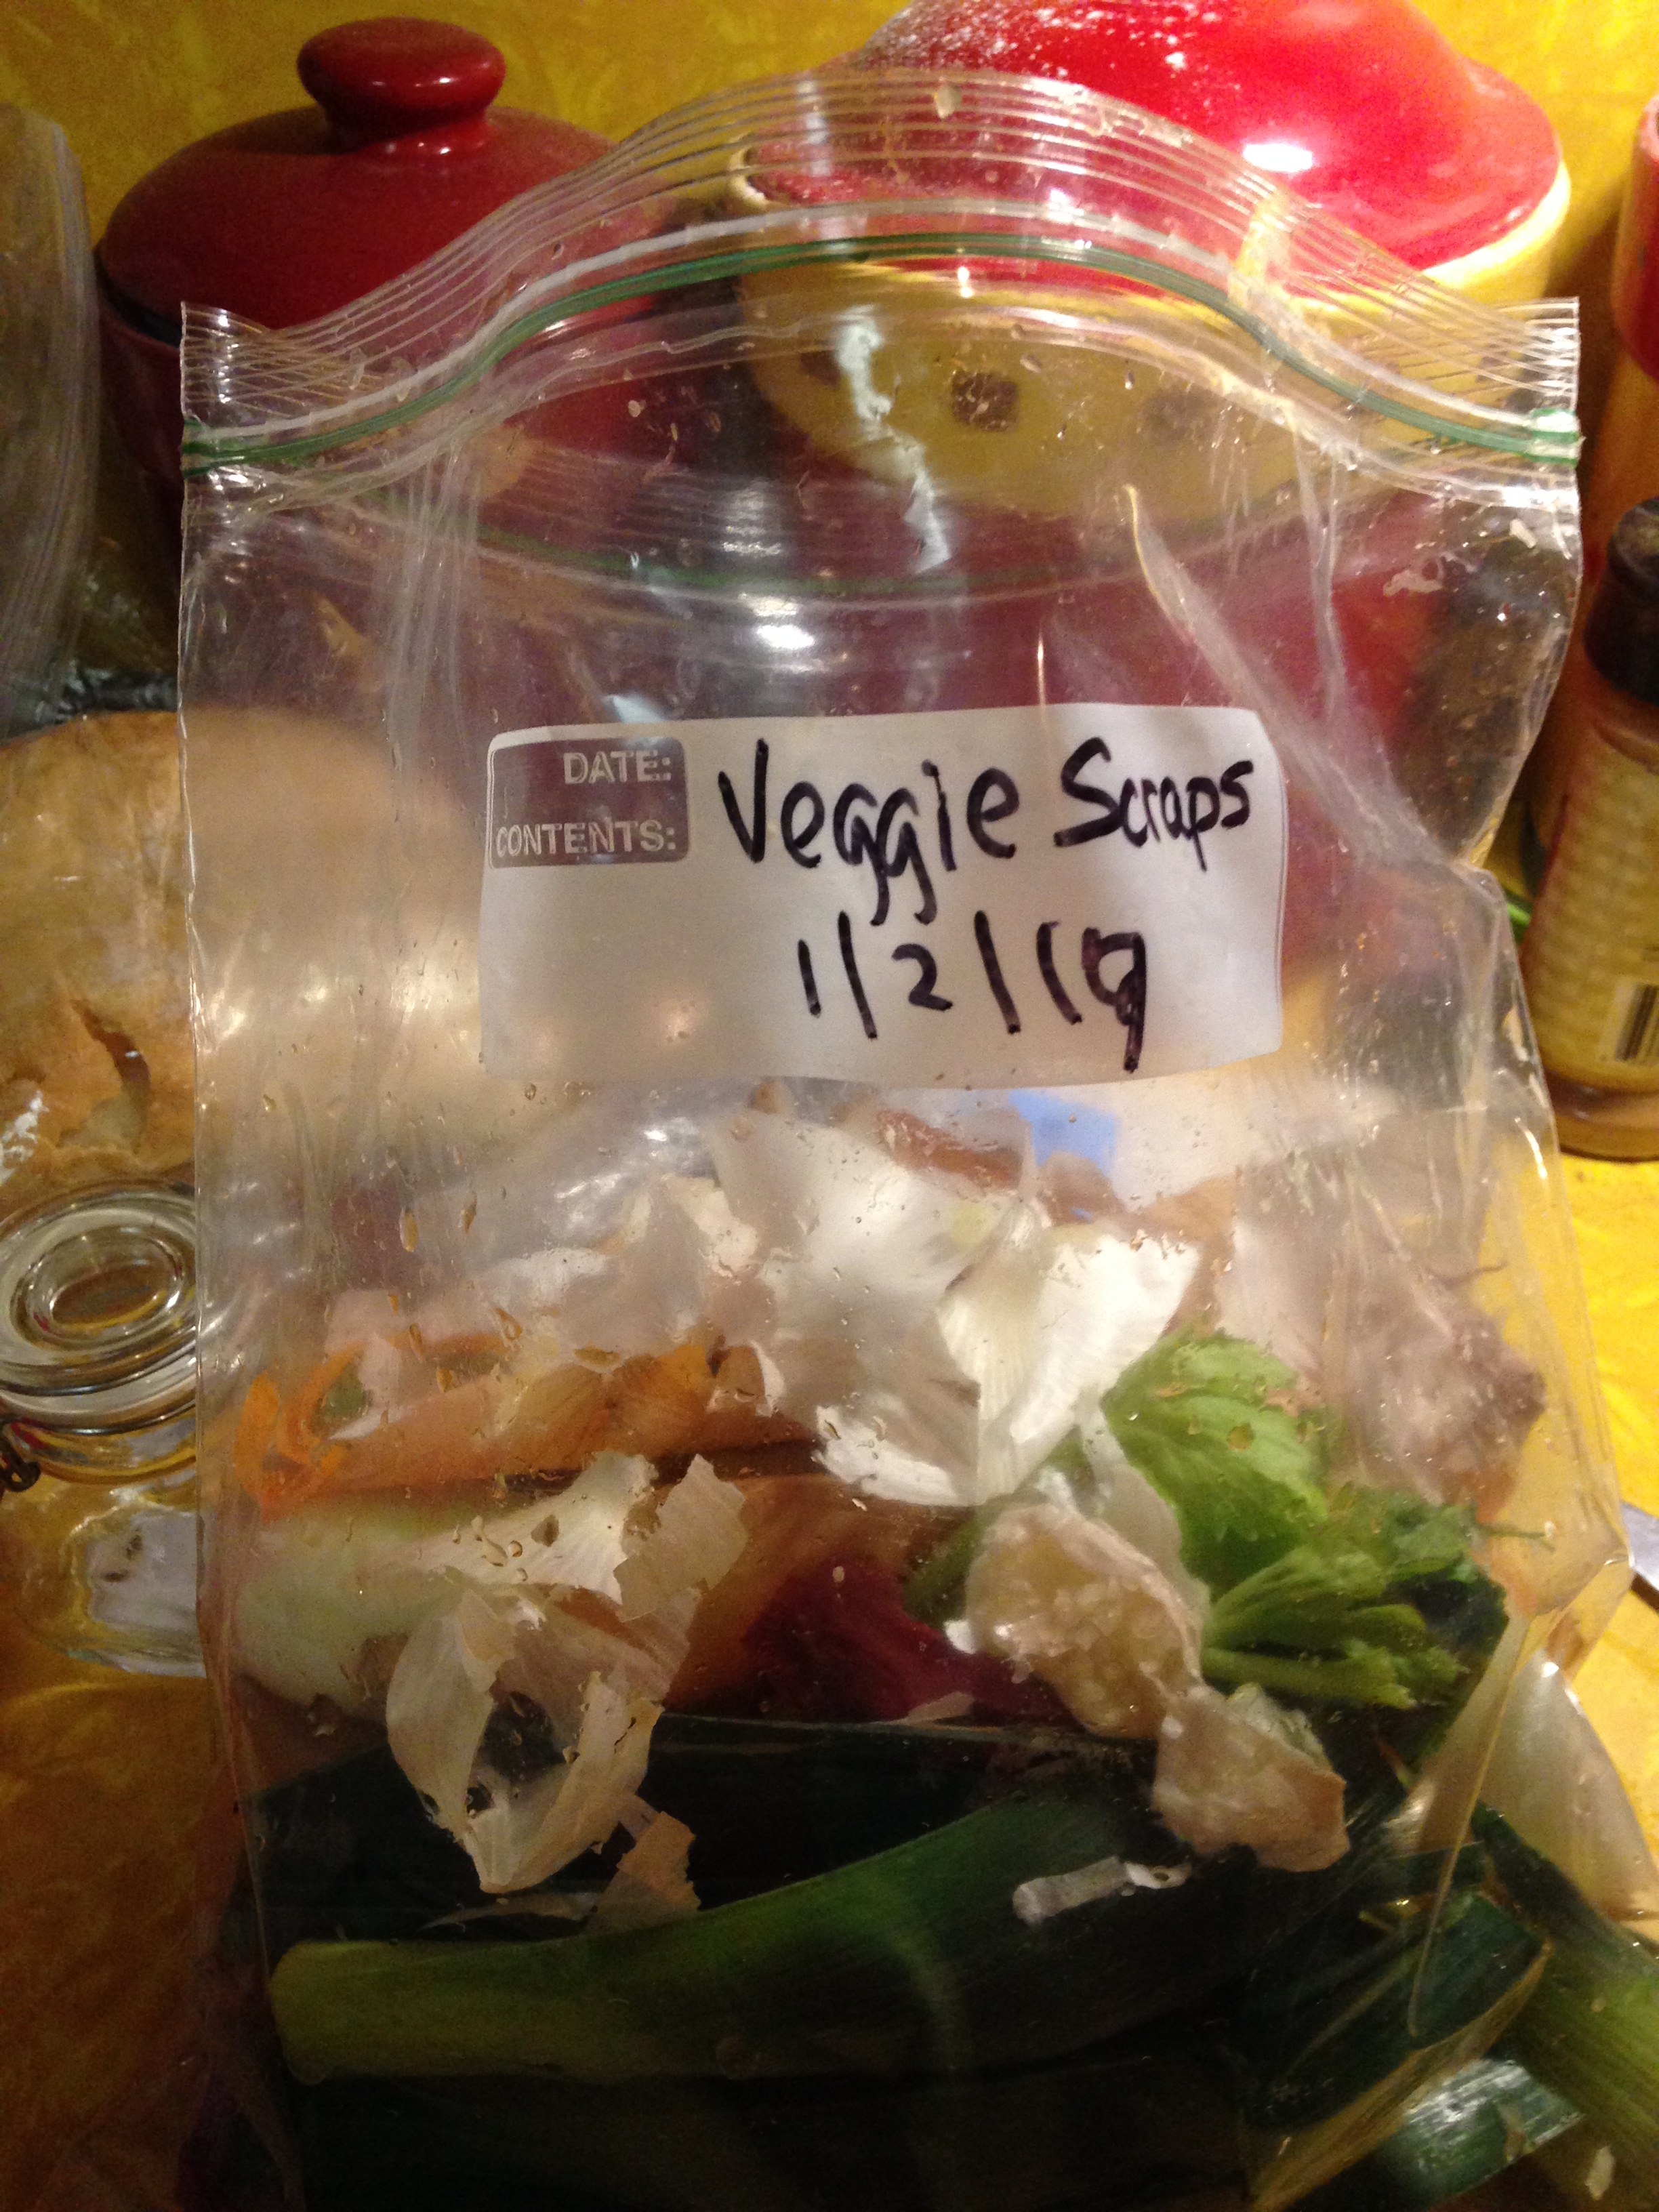 DATE:
CONTENTS:
Veggie Scraps
1/2/19